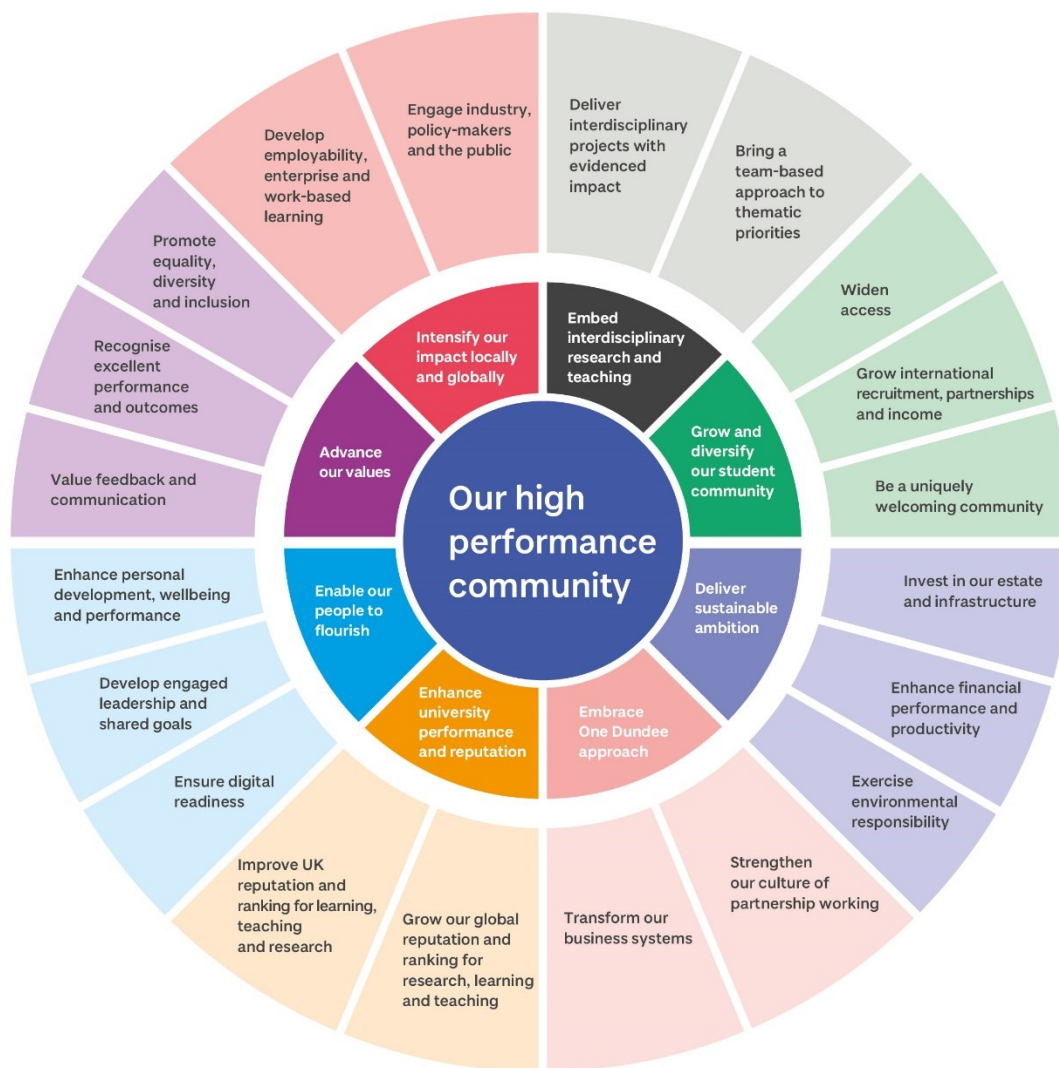 Our high
performance
community
Embed
interdisciplinary
research and
teaching
Grow and
diversify
our student
community
Deliver
sustainable
ambition
Embrace
One Dundee
approach
Enhance
university
performance
and reputation
Enable our
people to
flourish
Advance
our values
Intensify our
impact locally
and globally
Deliver
interdisciplinary
projects with
evidenced
impact
Bring a
team-based
approach to
thematic
priorities
Widen
access
Grow international
recruitment, partnerships
and income
Be a uniquely
welcoming community
Invest in our estate
and infrastructure
Enhance financial
performance and
productivity
Exercise
environmental
responsibility
Strengthen
our culture of
partnership working
Transform our
business systems
Grow our global
reputation and
ranking for
research, learning
and teaching
Improve UK
reputation and
ranking for learning,
teaching
and research
Ensure digital
readiness
Develop engaged
leadership and
shared goals
Enhance personal
development, wellbeing
and performance
Value feedback and
communication
Recognise
excellent
performance
and outcomes
Promote
equality,
diversity
and inclusion
Develop
employability,
enterprise and
work-based
learning
Engage industry,
policy-makers
and the public